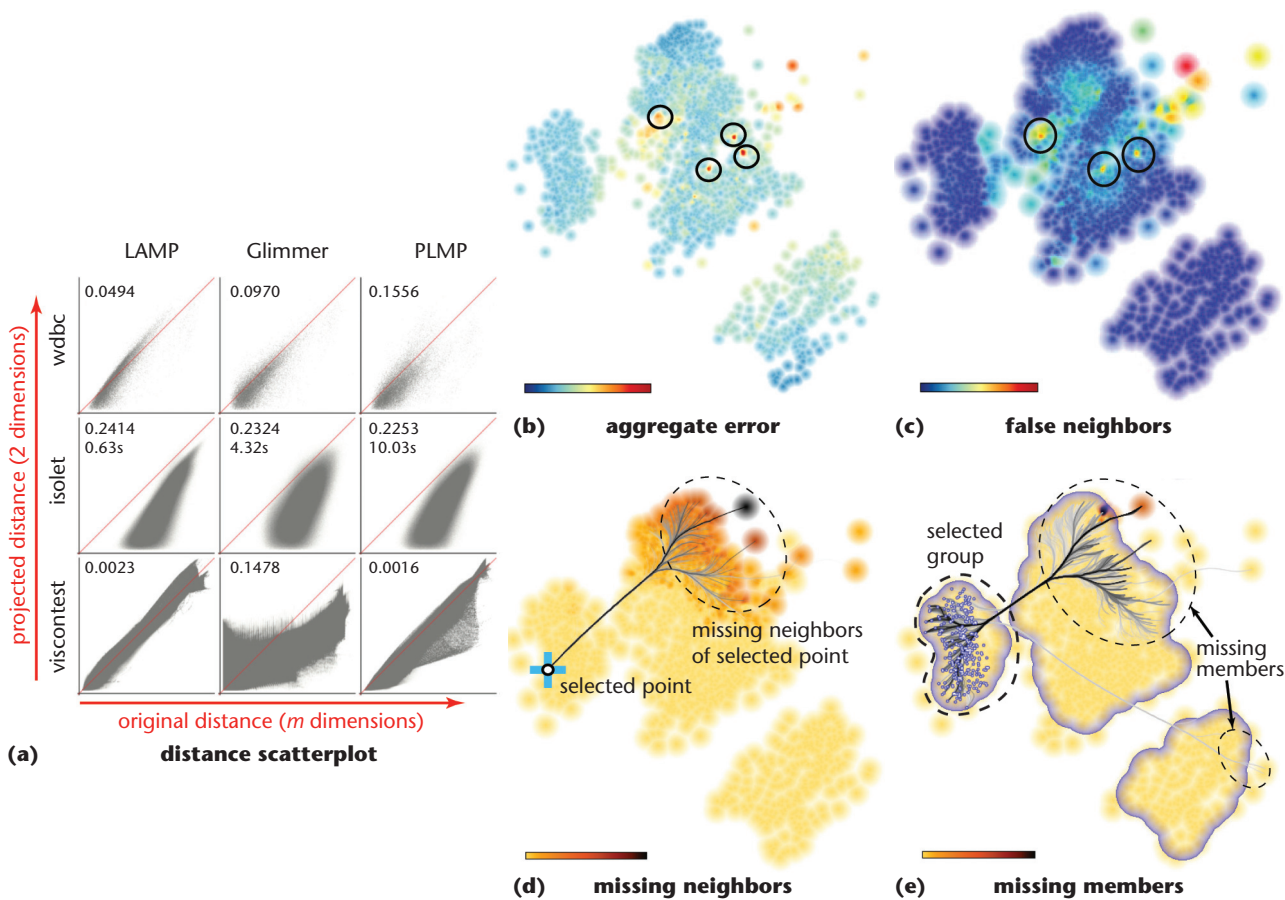 LAMP Glimmer PLMP
projected distance (2 dimensions)
wdbc
0.0494 0.0970 0.1556
isolet
0.2414 0.2324 0.2253
0.63s 4.32s 10.03s
viscontest
0.0023 0.1478 0.0016
original distance (m dimensions)
(a) distance scatterplot
(b) aggregate error
(c) false neighbors
missing neighbors
of selected point
selected point
(d) missing neighbors
selected
group
missing
members
(e) missing members